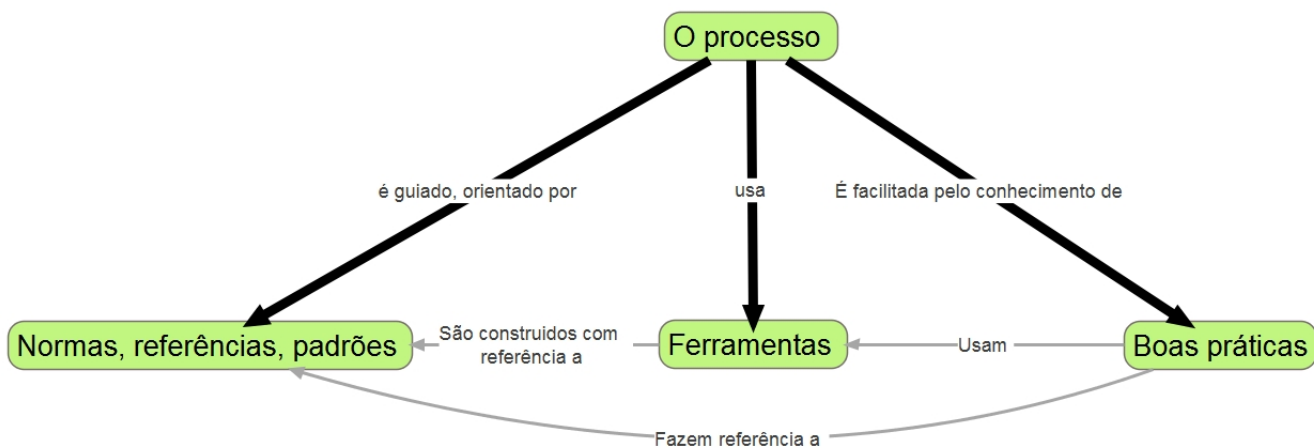 O processo
é guiado, orientado por
usa
É facilitada pelo conhecimento de
Normas, referências, padrões
São construidos com
referência a
Ferramentas
Usam
Boas práticas
Fazem referência a